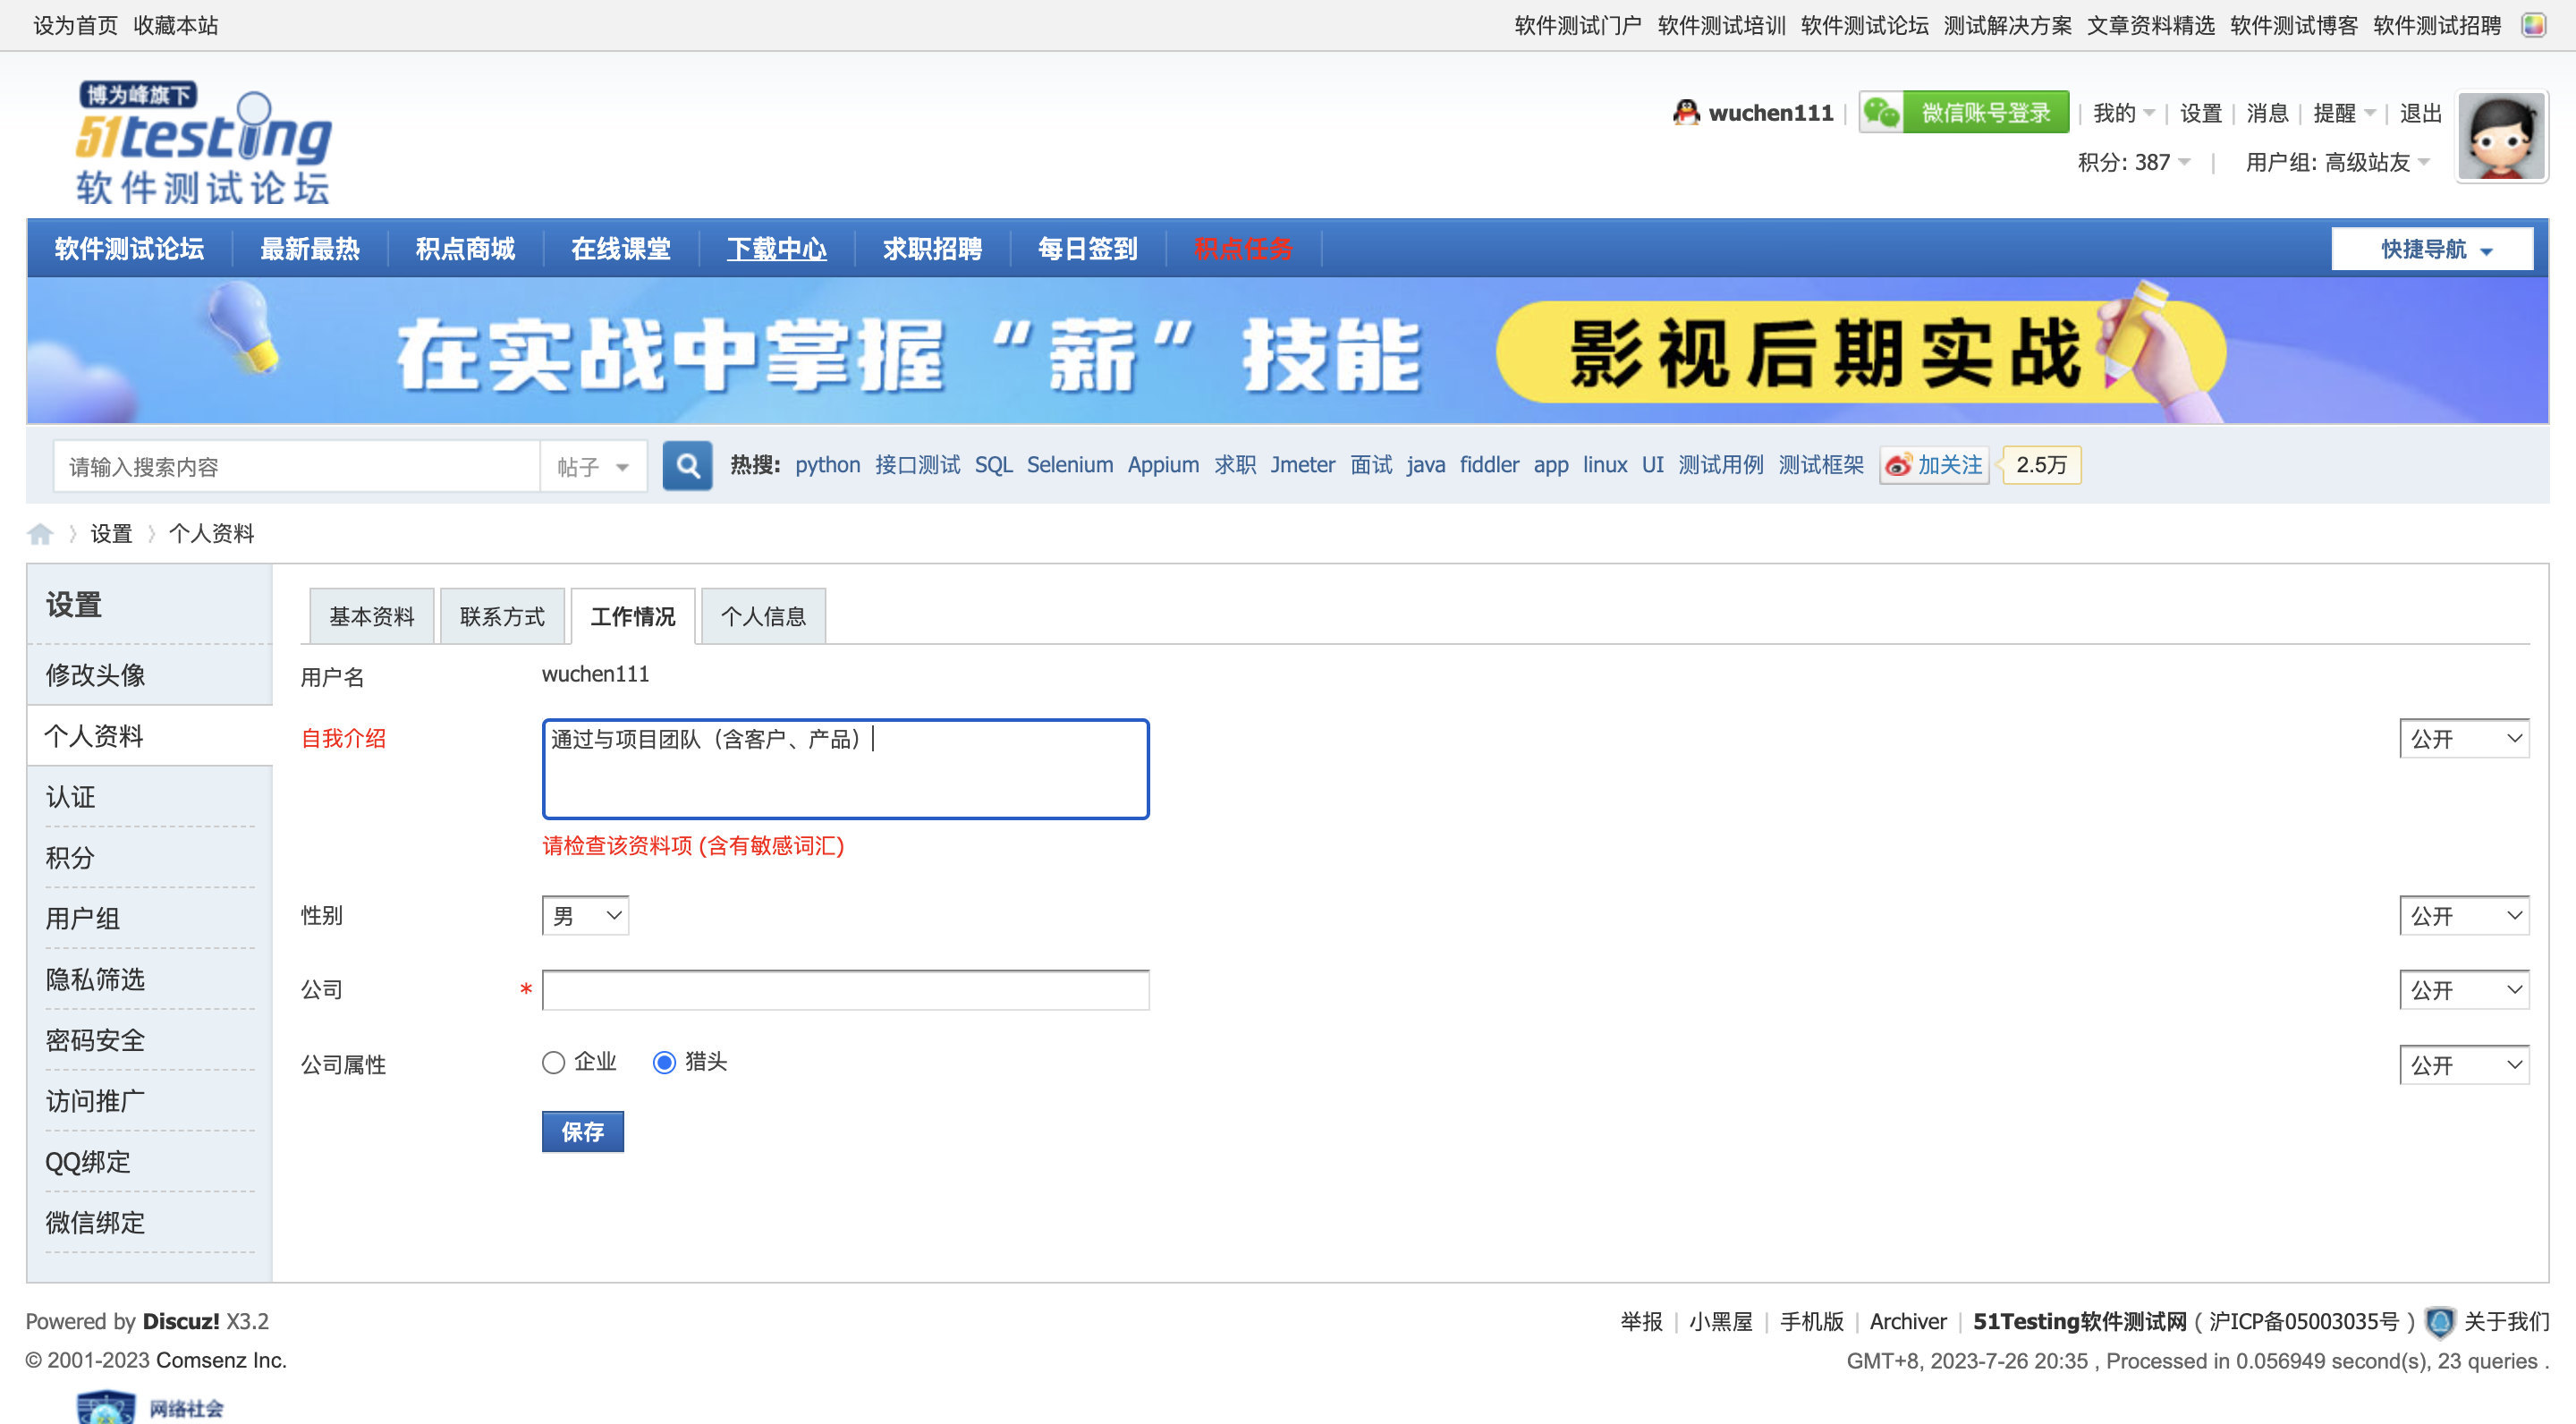 设为首页 收藏本站
软件测试门户 软件测试培训 软件测试论坛 测试解决方案 文章资料精选 软件测试博客 软件测试招聘
博为峰旗下
51testing
软件测试论坛
wuchen111 | 微信账号登录 | 我的 | 设置 | 消息 | 提醒 | 退出
积分: 387 | 用户组: 高级站友
软件测试论坛 最新最热 积点商城 在线课堂 下载中心 求职招聘 每日签到 积点任务 快捷导航
在实战中掌握“薪”技能 影视后期实战
请输入搜索内容 帖子 热搜: python 接口测试 SQL Selenium Appium 求职 Jmeter 面试 java fiddler app linux UI 测试用例 测试框架 加关注 2.5万
设置 〉 个人资料
设置
修改头像
个人资料
认证
积分
用户组
隐私筛选
密码安全
访问推广
QQ绑定
微信绑定
基本资料 联系方式 工作情况 个人信息
用户名 wuchen111
自我介绍 通过与项目团队（含客户、产品） 公开
请检查该资料项 (含有敏感词汇)
性别 男 公开
公司 * 公开
公司属性 企业 猎头 公开
保存
Powered by Discuz! X3.2
© 2001-2023 Comsenz Inc.
举报 | 小黑屋 | 手机版 | Archiver | 51Testing软件测试网 ( 沪ICP备05003035号 ) 关于我们
GMT+8, 2023-7-26 20:35 , Processed in 0.056949 second(s), 23 queries .
网络社会